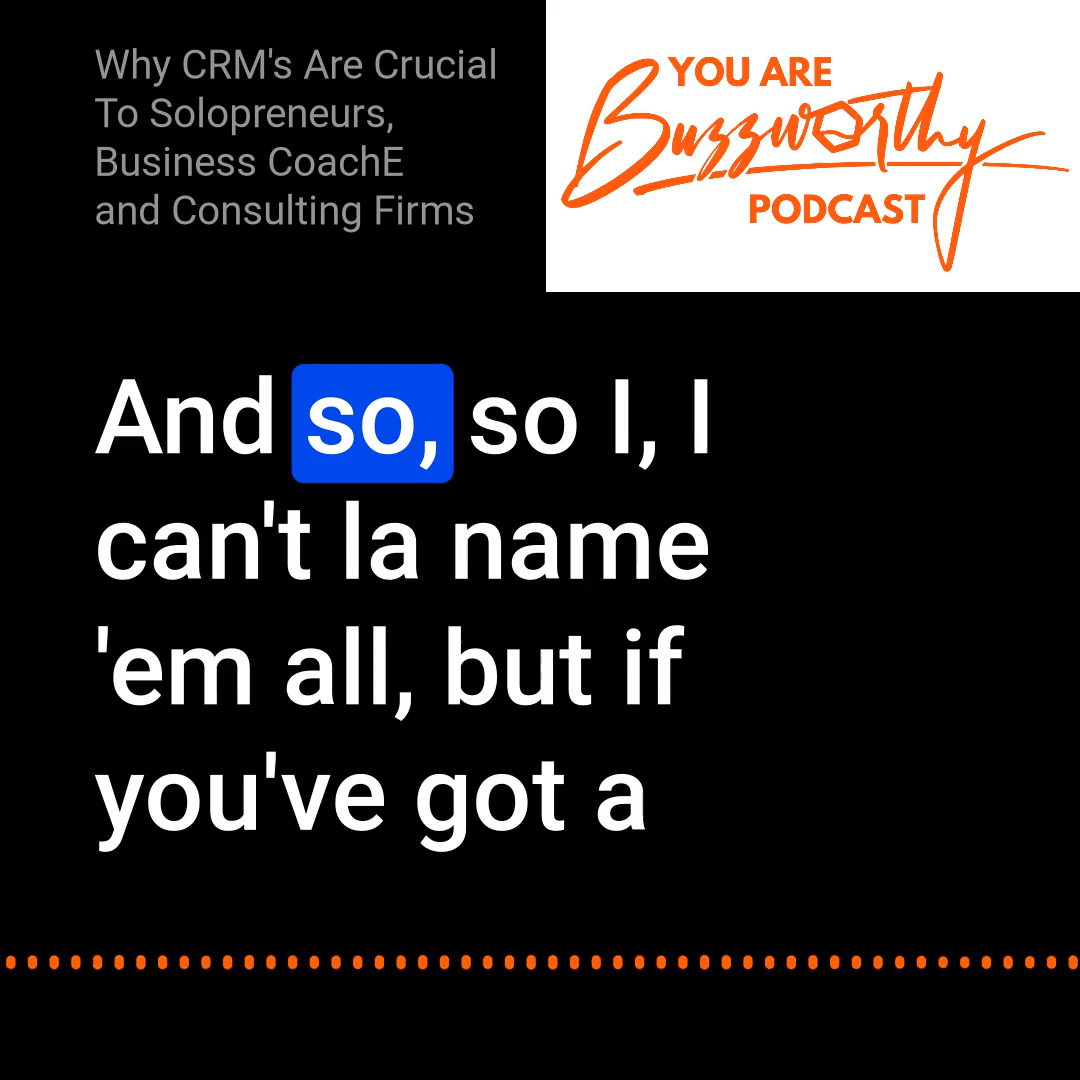 Why CRM's Are Crucial
To Solopreneurs,
Business CoachE
and Consulting Firms
YOU ARE
Buzzworthy
PODCAST
And so, so I, I
can't la name
'em all, but if
you've got a